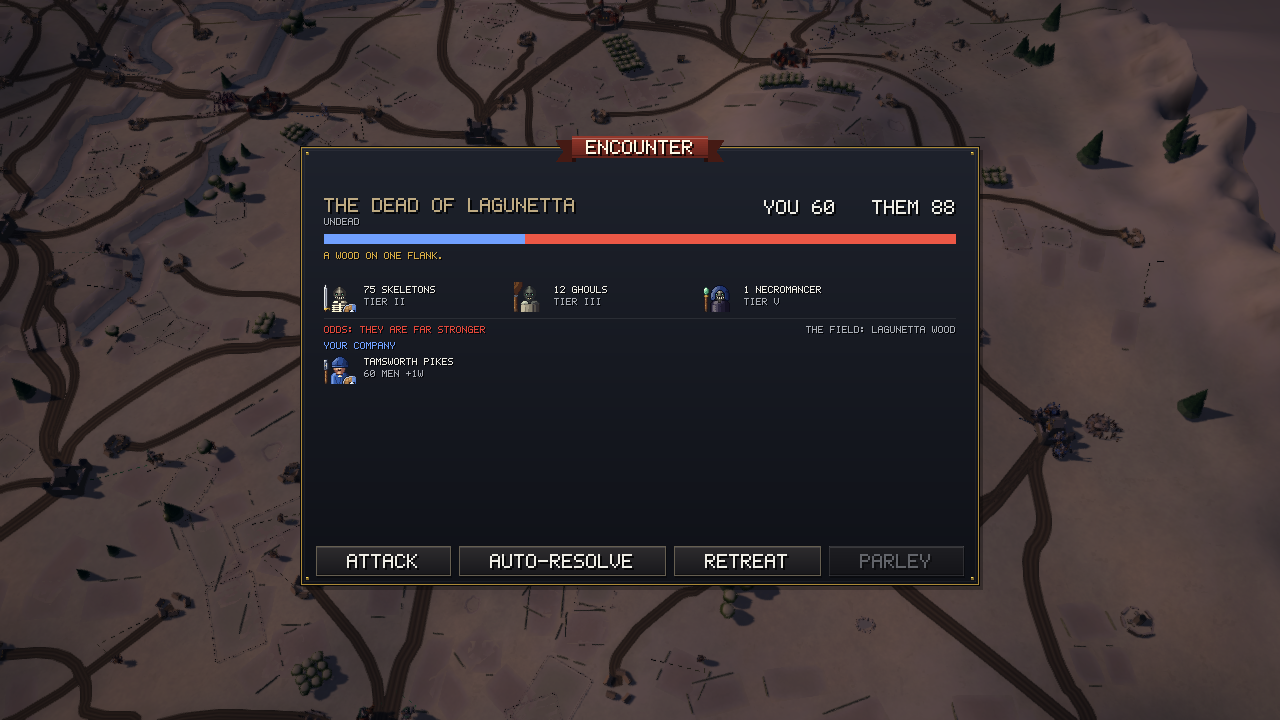 ENCOUNTER
THE DEAD OF LAGUNETTA
YOU 60 THEM 88
UNDEAD
A WOOD ON ONE FLANK.
75 SKELETONS
TIER II
12 GHOULS
TIER III
1 NECROMANCER
TIER V
ODDS: THEY ARE FAR STRONGER
THE FIELD: LAGUNETTA WOOD
YOUR COMPANY
TAMSWORTH PIKES
60 MEN +1W
ATTACK
AUTO-RESOLVE
RETREAT
PARLEY